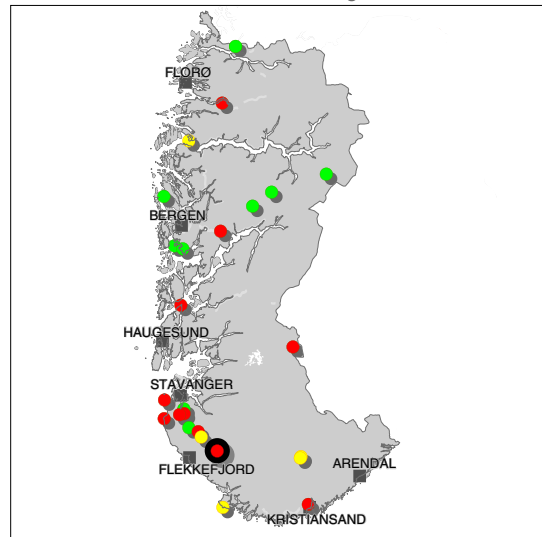 FLORØ
BERGEN
HAUGESUND
STAVANGER
FLEKKEFJORD
ARENDAL
KRISTIANSAND